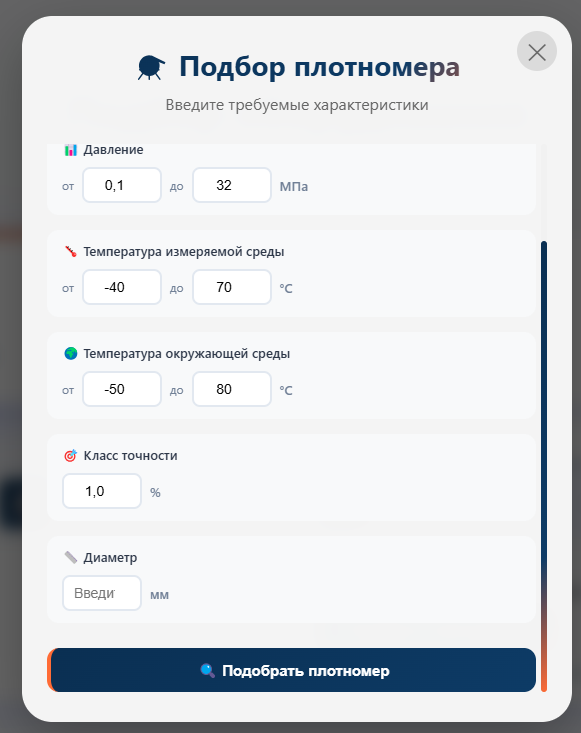 Подбор плотномера
Введите требуемые характеристики
Давление
от 0,1 до 32 МПа
Температура измеряемой среды
от -40 до 70 °C
Температура окружающей среды
от -50 до 80 °C
Класс точности
1,0 %
Диаметр
Введи мм
Подобрать плотномер